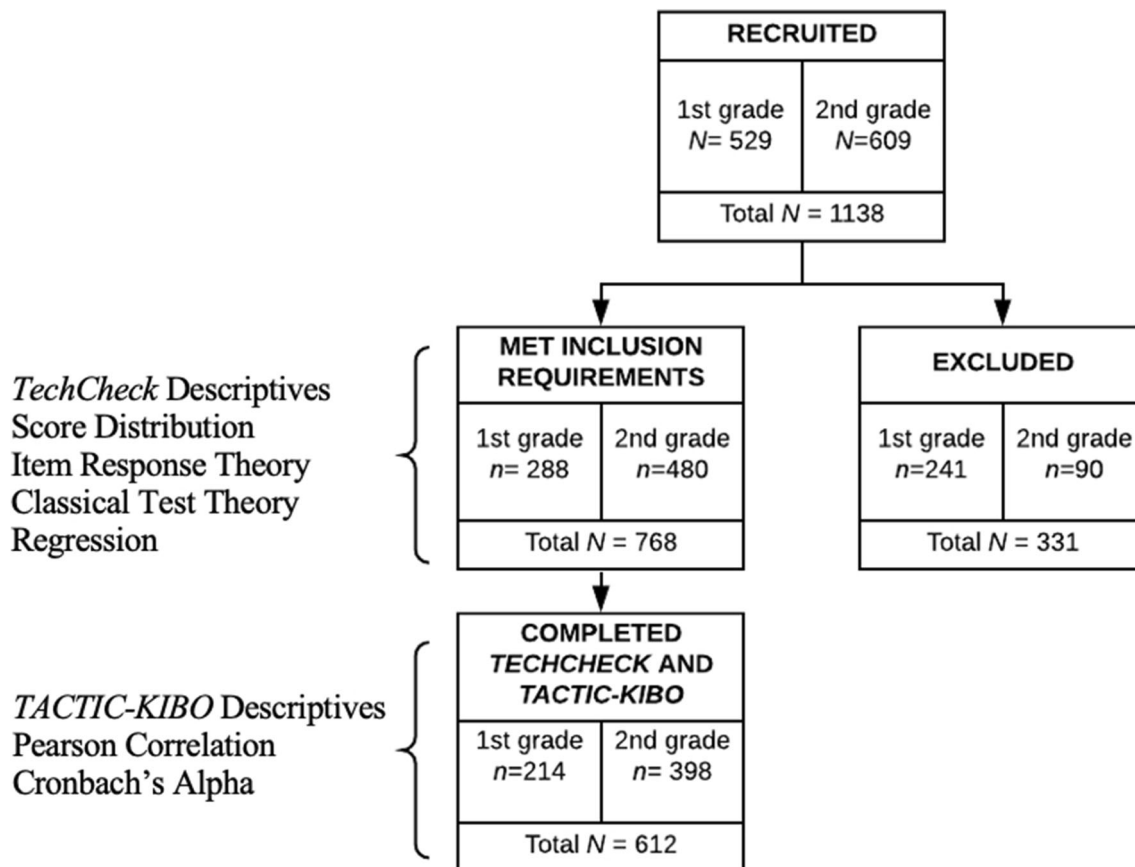 RECRUITED
1st grade
N= 529
2nd grade
N=609
Total N = 1138
MET INCLUSION
REQUIREMENTS
1st grade
n= 288
2nd grade
n=480
Total N = 768
EXCLUDED
1st grade
n=241
2nd grade
n=90
Total N = 331
TechCheck Descriptives
Score Distribution
Item Response Theory
Classical Test Theory
Regression
COMPLETED
TECHCHECK AND
TACTIC-KIBO
1st grade
n=214
2nd grade
n= 398
Total N = 612
TACTIC-KIBO Descriptives
Pearson Correlation
Cronbach's Alpha